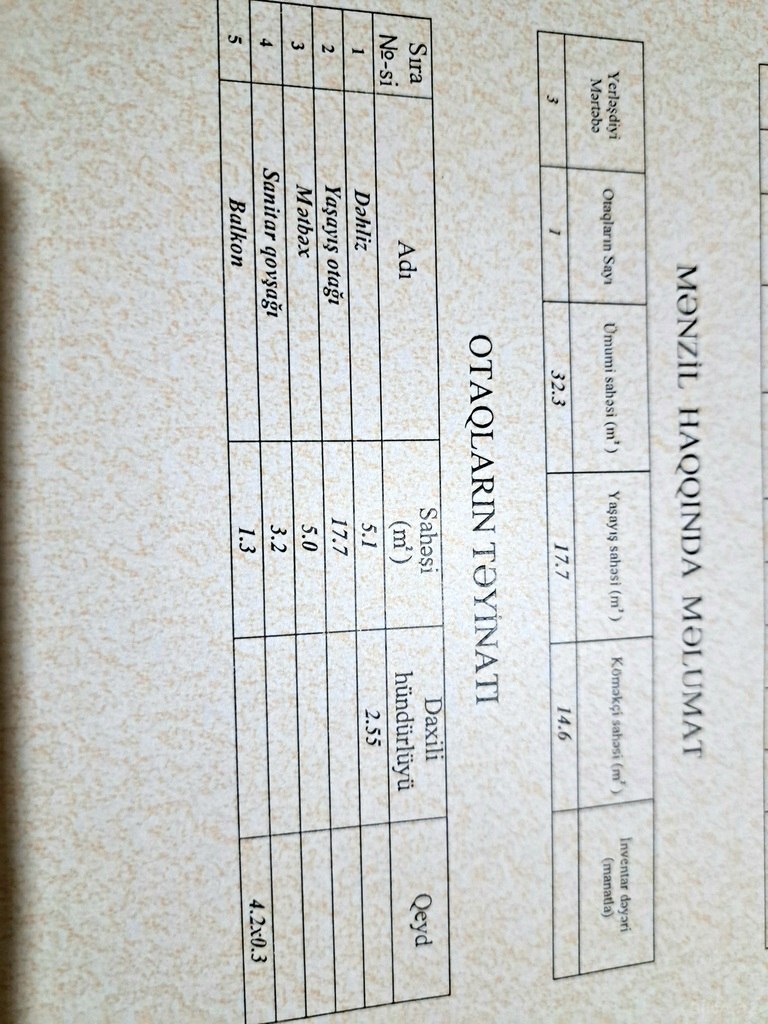 MƏNZİL HAQQINDA MƏLUMAT
Yerləşdiyi Mərtəbə Otaqların Sayı Ümumi sahəsi (m²) Yaşayış sahəsi (m²) Köməkçi sahəsi (m²) İnventar dəyəri (manatla)
3 1 32.3 17.7 14.6
OTAQLARIN TƏYİNATI
Sıra №-si Adı Sahəsi (m²) Daxili hündürlüyü Qeyd
1 Dəhliz 5.1 2.55
2 Yaşayış otağı 17.7
3 Mətbəx 5.0
4 Sanitar qovşağı 3.2
5 Balkon 1.3 4.2x0.3